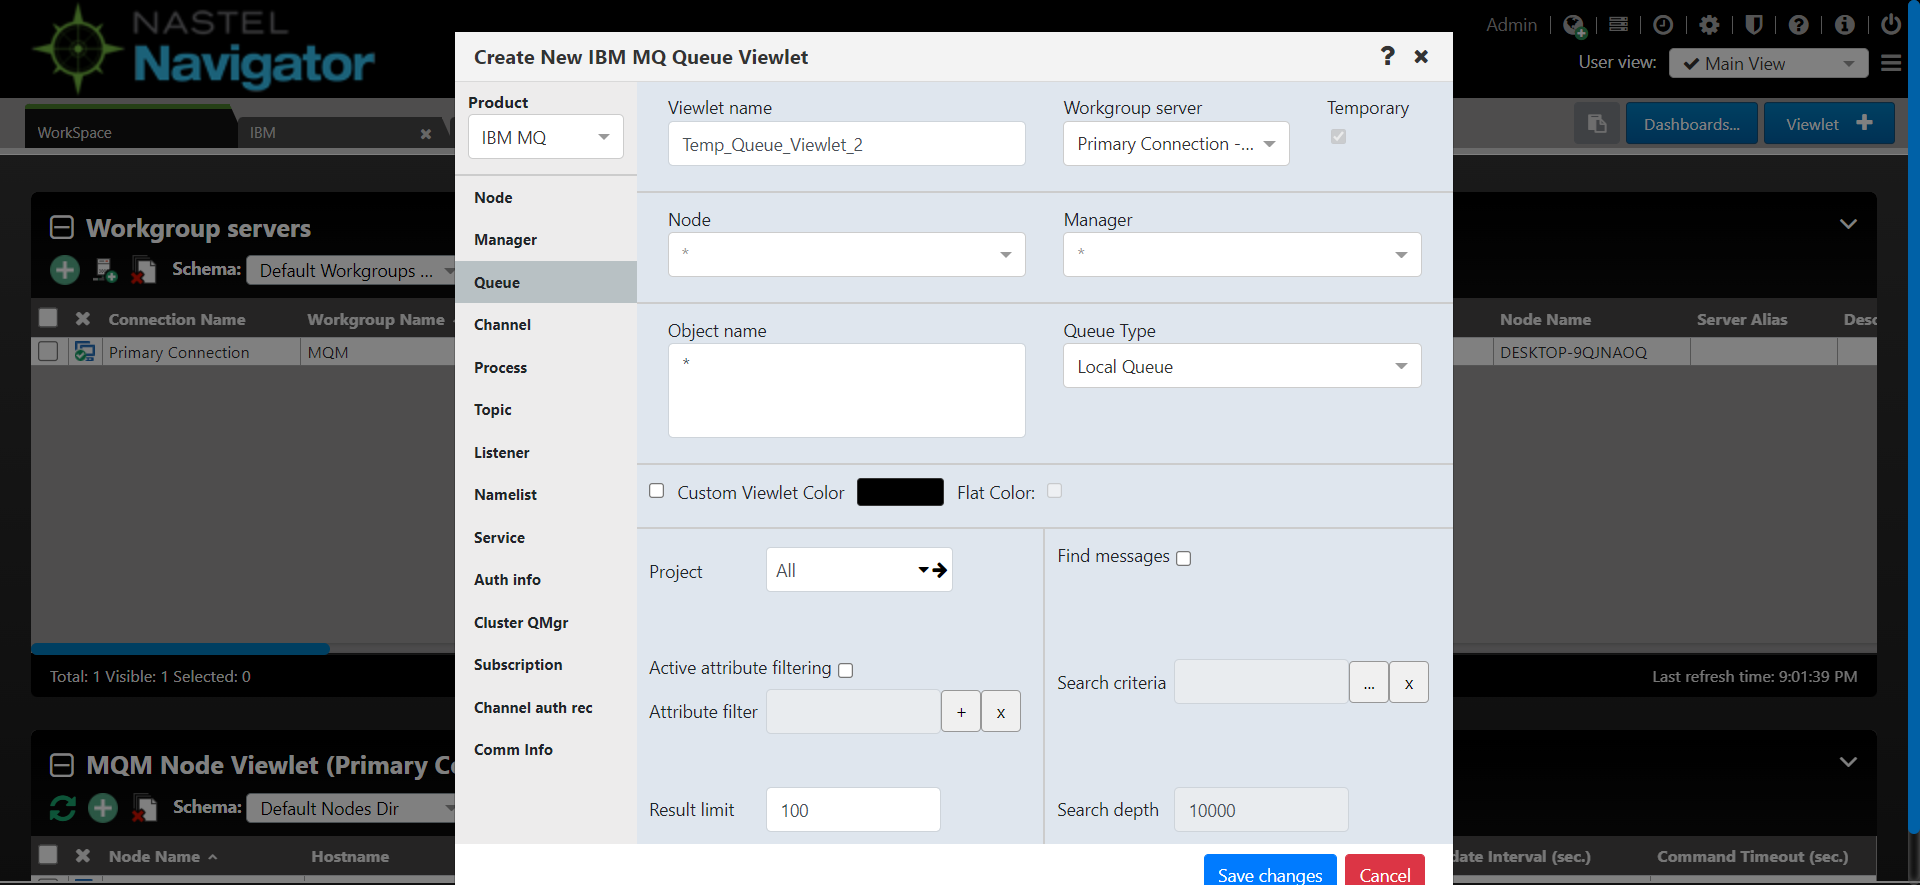 NASTEL
Navigator
Admin
User view:
Main View
WorkSpace
IBM
Dashboards...
Viewlet
Workgroup servers
Schema:
Default Workgroups ...
Connection Name
Workgroup Name
Node Name
Server Alias
Primary Connection
MQM
DESKTOP-9QJNAOQ
Total: 1 Visible: 1 Selected: 0
Last refresh time: 9:01:39 PM
MQM Node Viewlet (Primary
Schema:
Default Nodes Dir
Node Name
Hostname
Interval (sec.)
Command Timeout (sec.)
Create New IBM MQ Queue Viewlet
?
Product
IBM MQ
Node
Manager
Queue
Channel
Process
Topic
Listener
Namelist
Service
Auth info
Cluster QMgr
Subscription
Channel auth rec
Comm Info
Viewlet name
Temp_Queue_Viewlet_2
Workgroup server
Primary Connection -...
Temporary
Node
*
Manager
*
Object name
*
Queue Type
Local Queue
Custom Viewlet Color
Flat Color:
Project
All
Find messages
Active attribute filtering
Attribute filter
+
x
Search criteria
...
x
Result limit
100
Search depth
10000
Save changes
Cancel